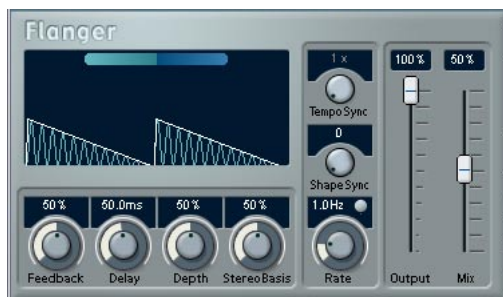 Flanger
1 x
100 %
50 %
Tempo Sync
0
Shape Sync
50 %
50.0ms
50 %
50 %
1.0Hz
Feedback
Delay
Depth
Stereo Basis
Rate
Output
Mix